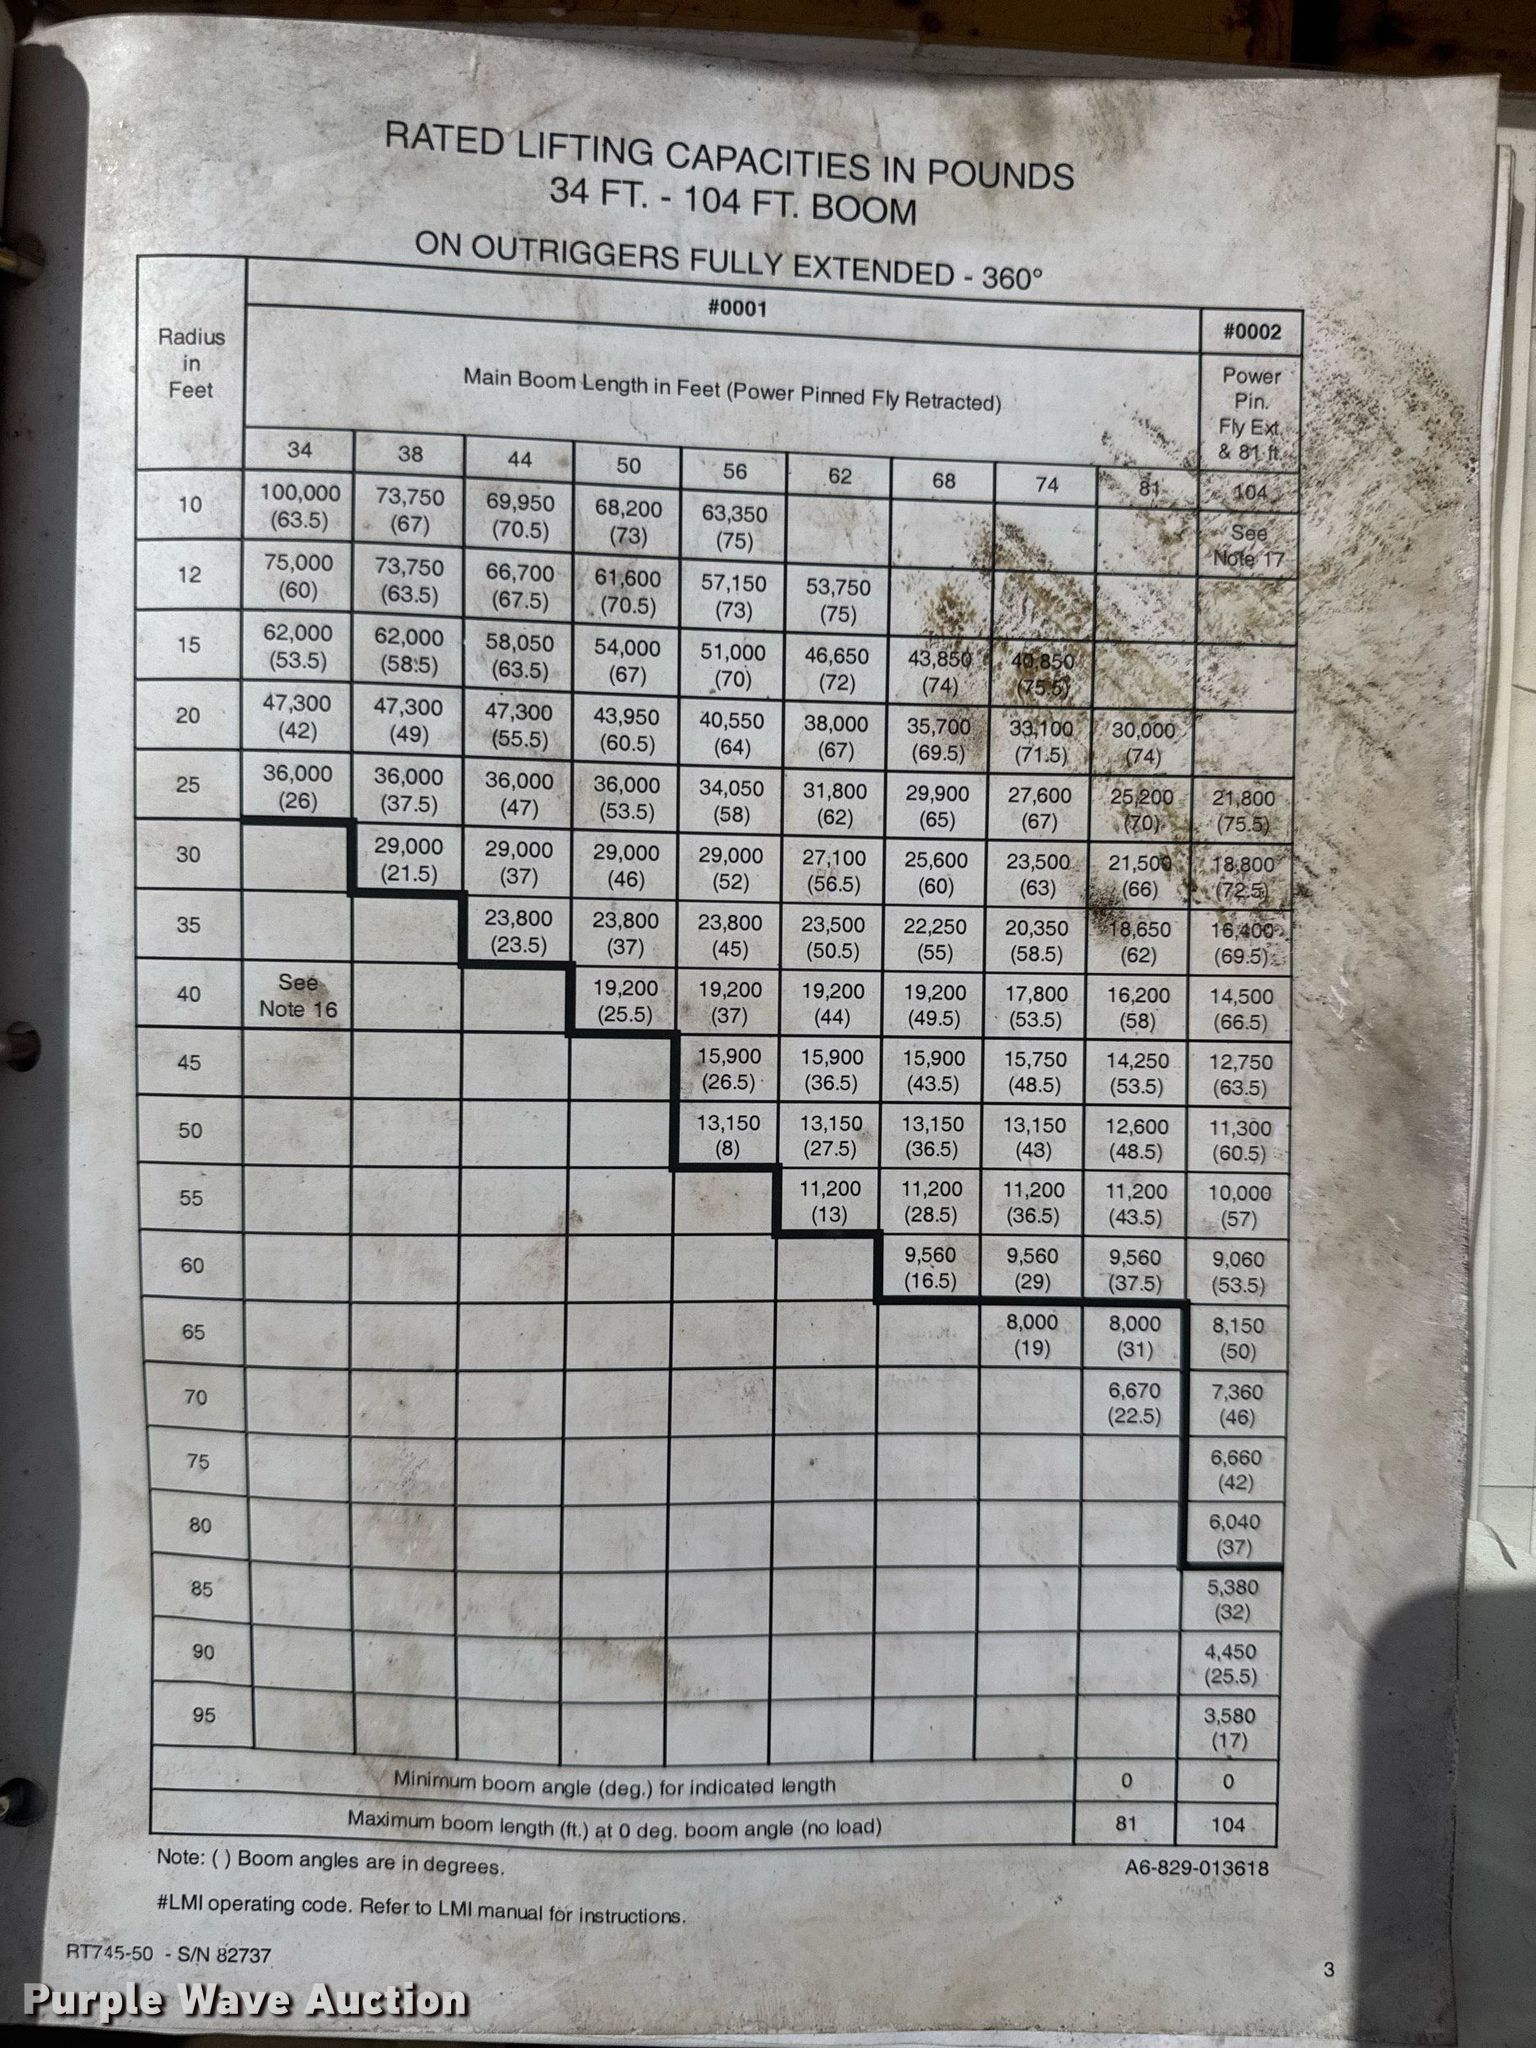 RATED LIFTING CAPACITIES IN POUNDS
34 FT. - 104 FT. BOOM
ON OUTRIGGERS FULLY EXTENDED - 360°
Radius
in
Feet
#0001
#0002
Main Boom Length in Feet (Power Pinned Fly Retracted)
Power
Pin.
Fly Ext.
& 81 ft.
34 38 44 50 56 62 68 74 81 104
10 100,000 73,750 69,950 68,200 63,350 See
(63.5) (67) (70.5) (73) (75) Note 17
12 75,000 73,750 66,700 61,600 57,150 53,750
(60) (63.5) (67.5) (70.5) (73) (75)
15 62,000 62,000 58,050 54,000 51,000 46,650 43,850 40,850
(53.5) (58.5) (63.5) (67) (70) (72) (74) (75.5)
20 47,300 47,300 47,300 43,950 40,550 38,000 35,700 33,100 30,000
(42) (49) (55.5) (60.5) (64) (67) (69.5) (71.5) (74)
25 36,000 36,000 36,000 36,000 34,050 31,800 29,900 27,600 25,200 21,800
(26) (37.5) (47) (53.5) (58) (62) (65) (67) (70) (75.5)
30 29,000 29,000 29,000 29,000 27,100 25,600 23,500 21,500 18,800
(21.5) (37) (46) (52) (56.5) (60) (63) (66) (72.5)
35 23,800 23,800 23,800 23,500 22,250 20,350 18,650 16,400
(23.5) (37) (45) (50.5) (55) (58.5) (62) (69.5)
40 See 19,200 19,200 19,200 19,200 17,800 16,200 14,500
Note 16 (25.5) (37) (44) (49.5) (53.5) (58) (66.5)
45 15,900 15,900 15,900 15,750 14,250 12,750
(26.5) (36.5) (43.5) (48.5) (53.5) (63.5)
50 13,150 13,150 13,150 13,150 12,600 11,300
(8) (27.5) (36.5) (43) (48.5) (60.5)
55 11,200 11,200 11,200 11,200 10,000
(13) (28.5) (36.5) (43.5) (57)
60 9,560 9,560 9,560 9,060
(16.5) (29) (37.5) (53.5)
65 8,000 8,000 8,150
(19) (31) (50)
70 6,670 7,360
(22.5) (46)
75 6,660
(42)
80 6,040
(37)
85 5,380
(32)
90 4,450
(25.5)
95 3,580
(17)
Minimum boom angle (deg.) for indicated length 0 0
Maximum boom length (ft.) at 0 deg. boom angle (no load) 81 104
Note: ( ) Boom angles are in degrees.
A6-829-013618
#LMI operating code. Refer to LMI manual for instructions.
RT745-50 - S/N 82737
3
Purple Wave Auction